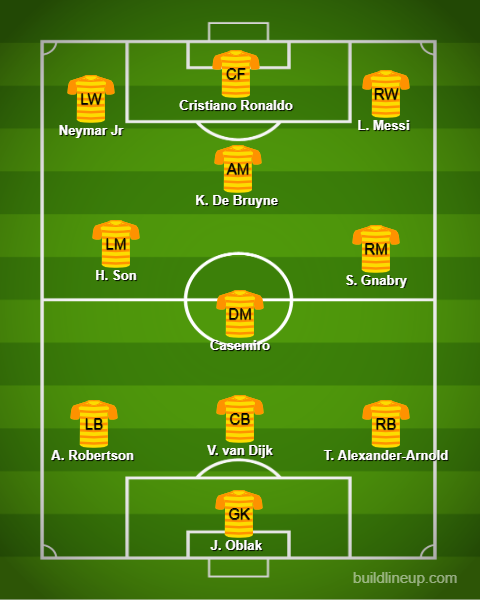 CF
Cristiano Ronaldo
LW
Neymar Jr
RW
L. Messi
AM
K. De Bruyne
LM
H. Son
RM
S. Gnabry
DM
Casemiro
LB
A. Robertson
CB
V. van Dijk
RB
T. Alexander-Arnold
GK
J. Oblak
buildlineup.com